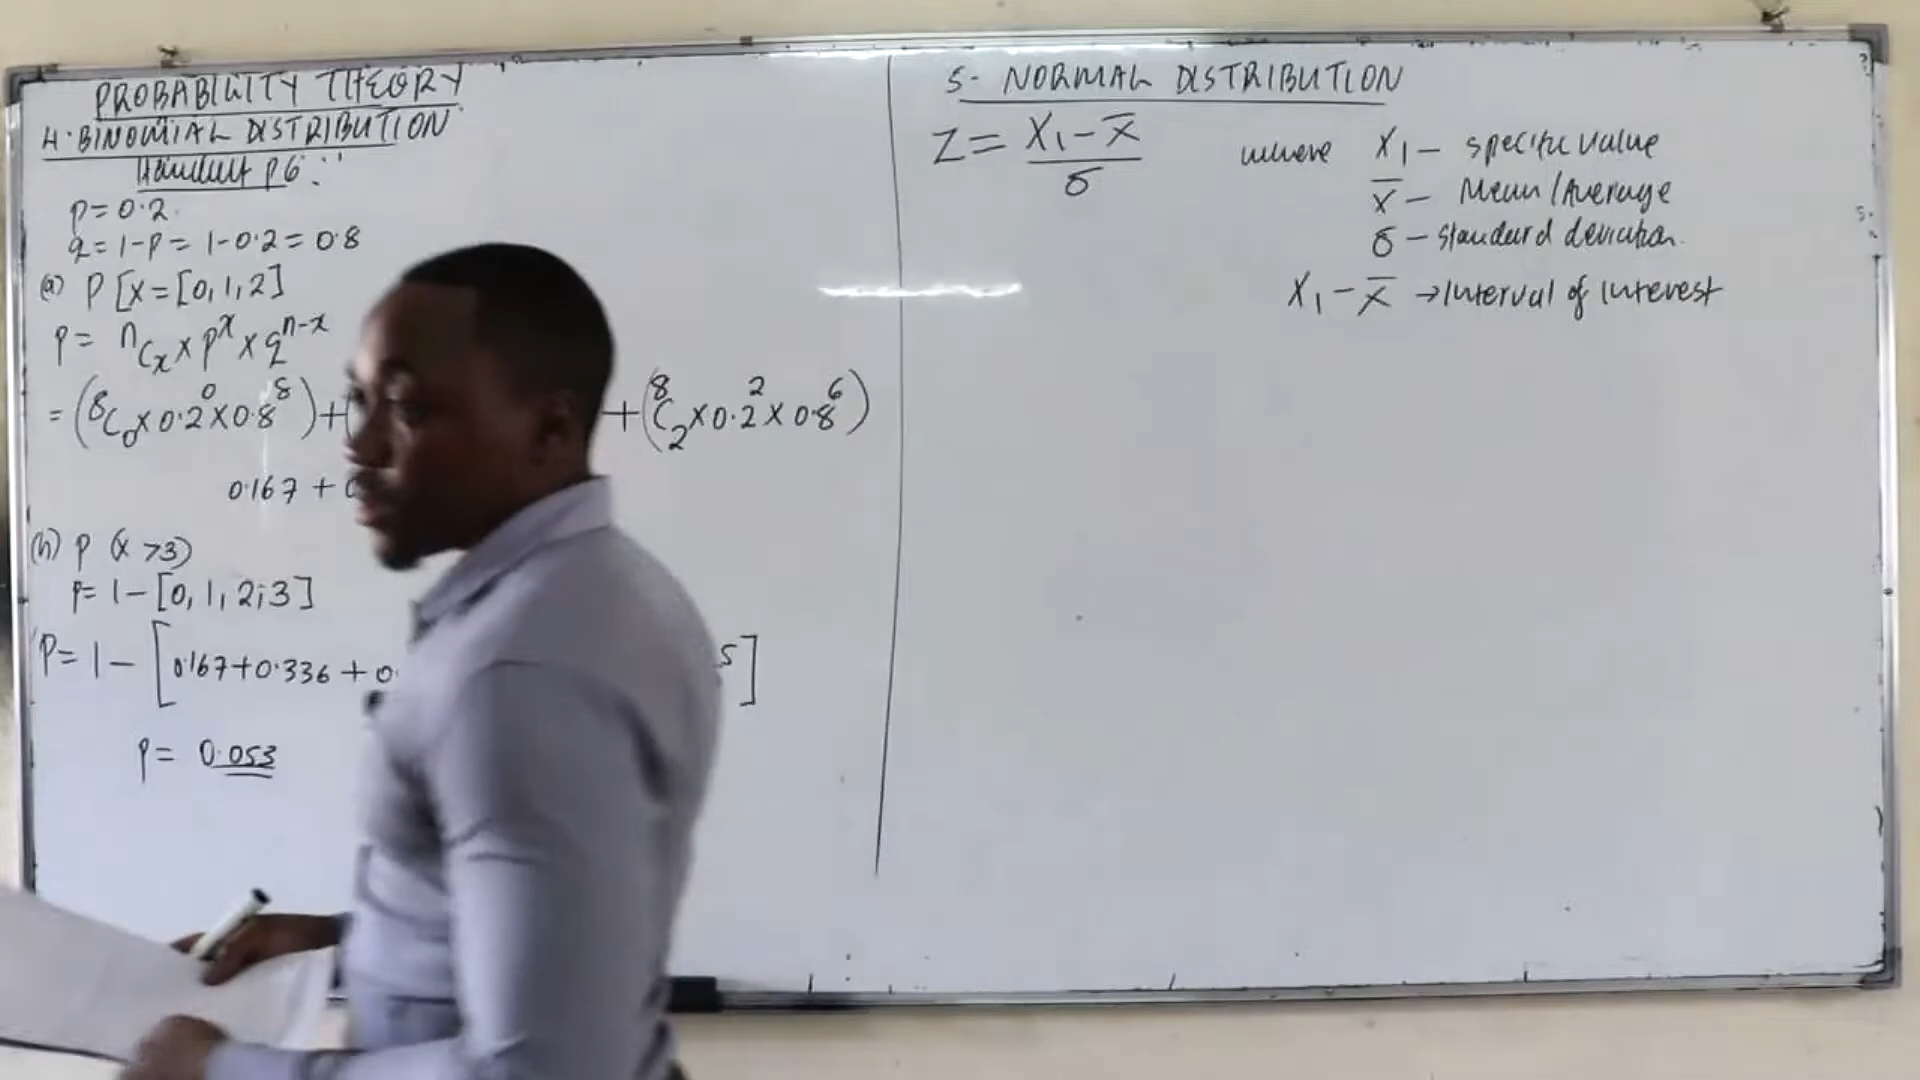 PROBABILITY THEORY
4. BINOMIAL DISTRIBUTION
Handout p6:
p = 0.2
q = 1-p = 1-0.2 = 0.8
(a) P[x = [0, 1, 2]
p = nCx x p^x x q^n-x
= (8C0 x 0.2^0 x 0.8^8) + ( + (8C2 x 0.2^2 x 0.8^6)
0.167 + 0
(b) p (x >3)
p = 1 - [0, 1, 2, 3]
P = 1 - [0.167+0.336 + 0. 5]
p = 0.053
5. NORMAL DISTRIBUTION
Z = X1 - x̄ / σ
where X1 - specific value
x̄ - Mean/Average
σ - standard deviation.
X1 - x̄ → Interval of interest